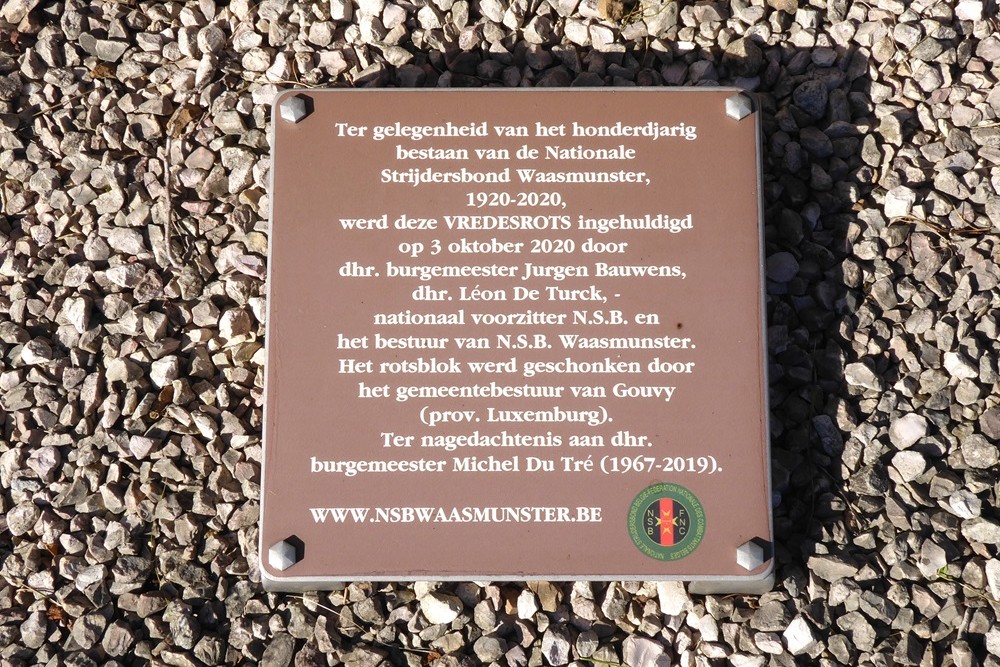 Ter gelegenheid van het honderdjarig
bestaan van de Nationale
Strijdersbond Waasmunster,
1920-2020,
werd deze VREDESROTS ingehuldigd
op 3 oktober 2020 door
dhr. burgemeester Jurgen Bauwens,
dhr. Léon De Turck, -
nationaal voorzitter N.S.B. en
het bestuur van N.S.B. Waasmunster.
Het rotsblok werd geschonken door
het gemeentebestuur van Gouvy
(prov. Luxemburg).
Ter nagedachtenis aan dhr.
burgemeester Michel Du Tré (1967-2019).
WWW.NSBWAASMUNSTER.BE
NSB
FNC